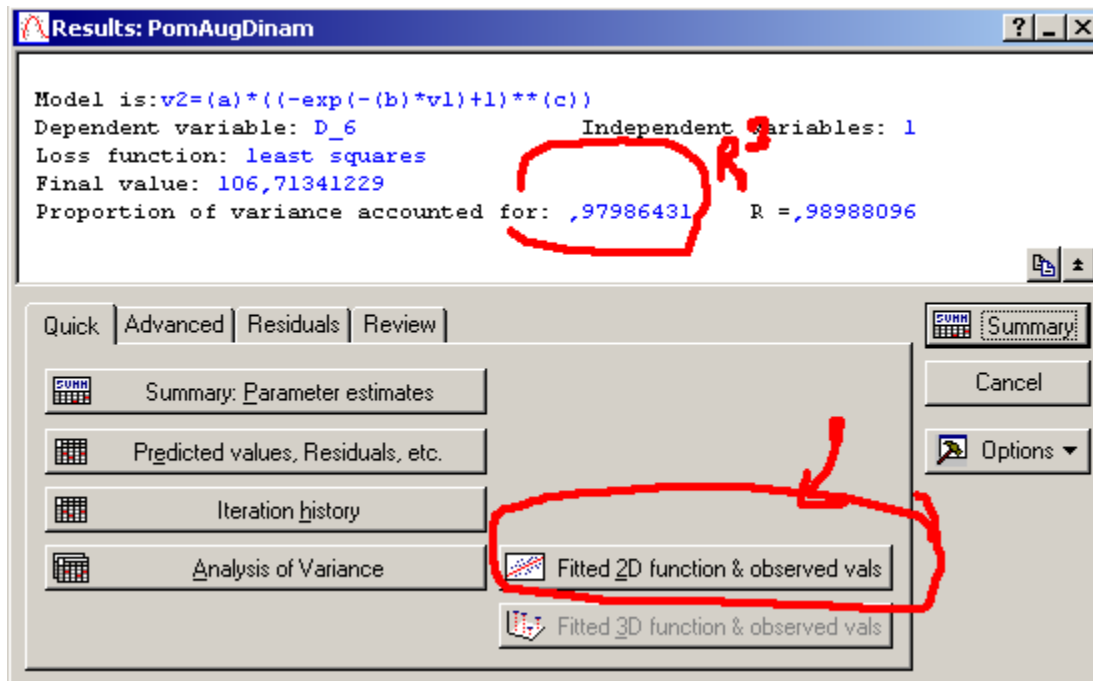 Results: PomAugDinam
Model is:v2=(a)*((-exp(-(b)*v1)+1)**(c))
Dependent variable: D_6 Independent variables: 1
Loss function: least squares
Final value: 106,71341229
Proportion of variance accounted for: ,97986431 R =,98988096
R²
Quick Advanced Residuals Review
SUMM Summary
SUMM Summary: Parameter estimates
Cancel
Predicted values, Residuals, etc.
Options
Iteration history
Analysis of Variance
Fitted 2D function & observed vals
Fitted 3D function & observed vals